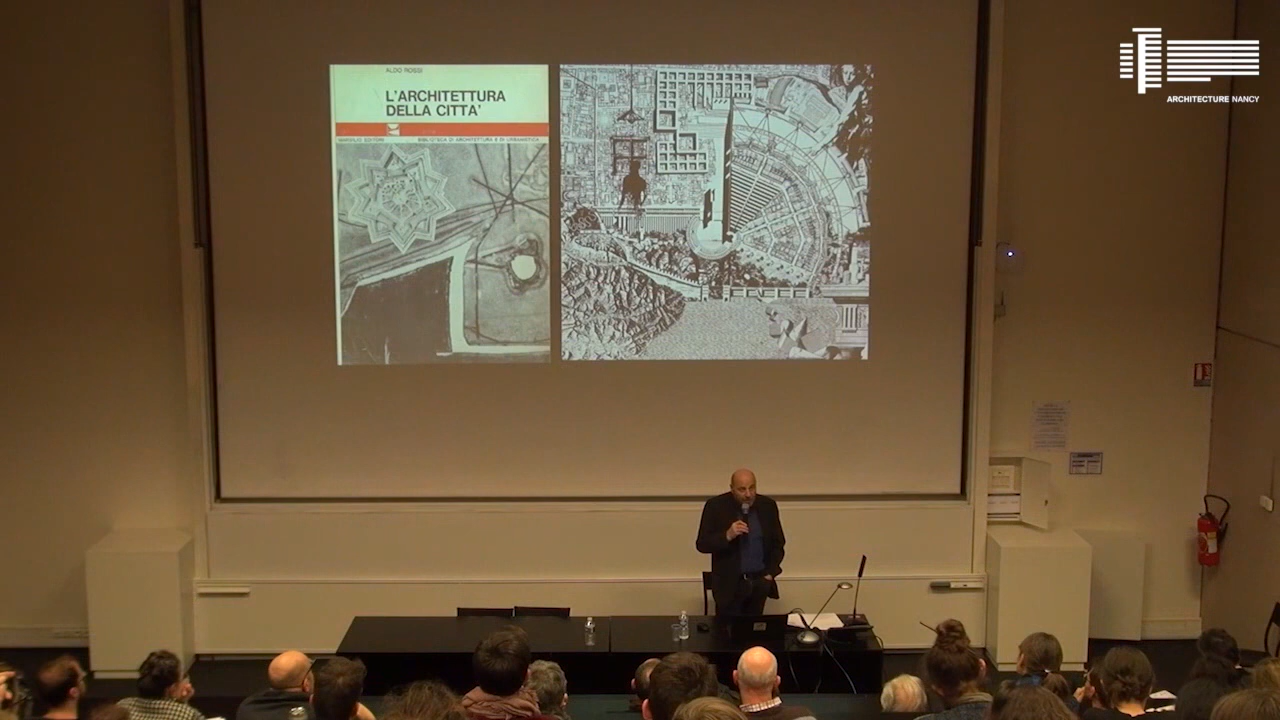 ALDO ROSSI
L'ARCHITETTURA
DELLA CITTA'
MARSILIO EDITORI BIBLIOTECA DI ARCHITETTURA E DI URBANISTICA
ARCHITECTURE NANCY